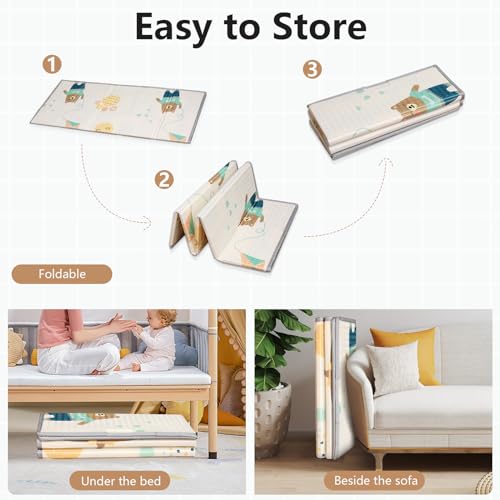 Easy to Store
1
3
2
Foldable
Under the bed
Beside the sofa